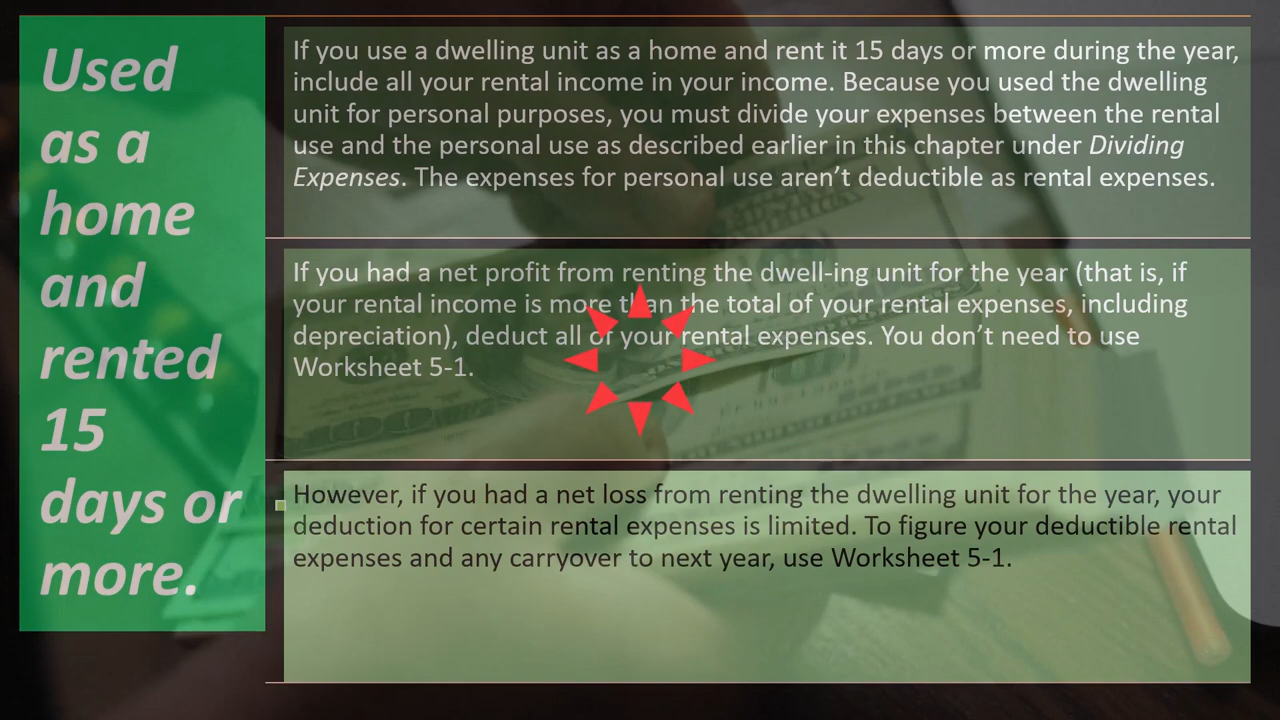 Used
as a
home
and
rented
15
days or
more.
If you use a dwelling unit as a home and rent it 15 days or more during the year,
include all your rental income in your income. Because you used the dwelling
unit for personal purposes, you must divide your expenses between the rental
use and the personal use as described earlier in this chapter under Dividing
Expenses. The expenses for personal use aren’t deductible as rental expenses.
If you had a net profit from renting the dwell-ing unit for the year (that is, if
your rental income is more than the total of your rental expenses, including
depreciation), deduct all of your rental expenses. You don’t need to use
Worksheet 5-1.
However, if you had a net loss from renting the dwelling unit for the year, your
deduction for certain rental expenses is limited. To figure your deductible rental
expenses and any carryover to next year, use Worksheet 5-1.